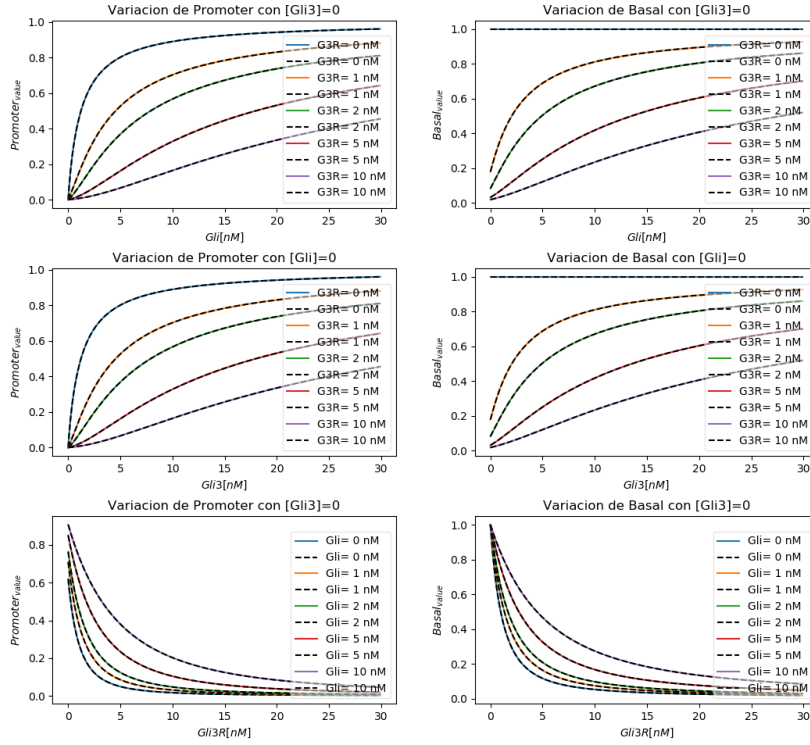 Variacion de Promoter con [Gli3]=0
1.0
0.8
0.6
0.4
0.2
0.0
Promoter_value
G3R= 0 nM
G3R= 0 nM
G3R= 1 nM
G3R= 1 nM
G3R= 2 nM
G3R= 2 nM
G3R= 5 nM
G3R= 5 nM
G3R= 10 nM
G3R= 10 nM
0 5 10 15 20 25 30
Gli[nM]
Variacion de Basal con [Gli3]=0
1.0
0.8
0.6
0.4
0.2
0.0
Basal_value
G3R= 0 nM
G3R= 0 nM
G3R= 1 nM
G3R= 1 nM
G3R= 2 nM
G3R= 2 nM
G3R= 5 nM
G3R= 5 nM
G3R= 10 nM
G3R= 10 nM
0 5 10 15 20 25 30
Gli[nM]
Variacion de Promoter con [Gli]=0
1.0
0.8
0.6
0.4
0.2
0.0
Promoter_value
G3R= 0 nM
G3R= 0 nM
G3R= 1 nM
G3R= 1 nM
G3R= 2 nM
G3R= 2 nM
G3R= 5 nM
G3R= 5 nM
G3R= 10 nM
G3R= 10 nM
0 5 10 15 20 25 30
Gli3[nM]
Variacion de Basal con [Gli]=0
1.0
0.8
0.6
0.4
0.2
0.0
Basal_value
G3R= 0 nM
G3R= 0 nM
G3R= 1 nM
G3R= 1 nM
G3R= 2 nM
G3R= 2 nM
G3R= 5 nM
G3R= 5 nM
G3R= 10 nM
G3R= 10 nM
0 5 10 15 20 25 30
Gli3[nM]
Variacion de Promoter con [Gli3]=0
0.8
0.6
0.4
0.2
0.0
Promoter_value
Gli= 0 nM
Gli= 0 nM
Gli= 1 nM
Gli= 1 nM
Gli= 2 nM
Gli= 2 nM
Gli= 5 nM
Gli= 5 nM
Gli= 10 nM
Gli= 10 nM
0 5 10 15 20 25 30
Gli3R[nM]
Variacion de Basal con [Gli3]=0
1.0
0.8
0.6
0.4
0.2
0.0
Basal_value
Gli= 0 nM
Gli= 0 nM
Gli= 1 nM
Gli= 1 nM
Gli= 2 nM
Gli= 2 nM
Gli= 5 nM
Gli= 5 nM
Gli= 10 nM
Gli= 10 nM
0 5 10 15 20 25 30
Gli3R[nM]